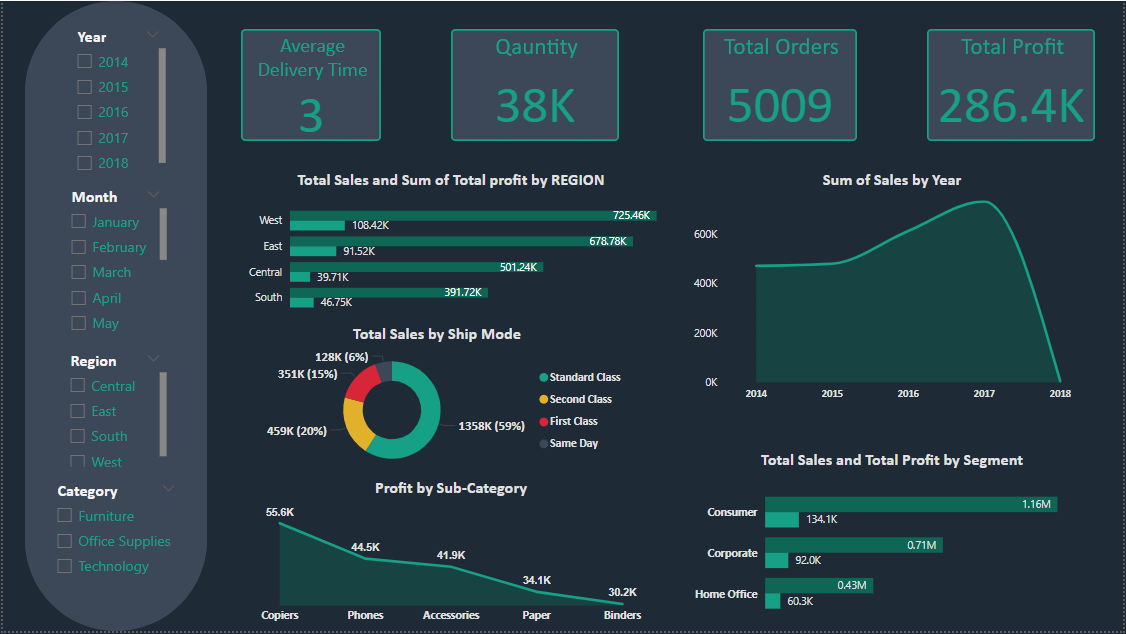 Year
2014
2015
2016
2017
2018
Month
January
February
March
April
May
Region
Central
East
South
West
Category
Furniture
Office Supplies
Technology
Average
Delivery Time
3
Qauntity
38K
Total Orders
5009
Total Profit
286.4K
Total Sales and Sum of Total profit by REGION
West
725.46K
108.42K
East
678.78K
91.52K
Central
501.24K
39.71K
South
391.72K
46.75K
Sum of Sales by Year
600K
400K
200K
0K
2014 2015 2016 2017 2018
Total Sales by Ship Mode
128K (6%)
351K (15%)
459K (20%)
1358K (59%)
Standard Class
Second Class
First Class
Same Day
Profit by Sub-Category
55.6K
44.5K
41.9K
34.1K
30.2K
Copiers Phones Accessories Paper Binders
Total Sales and Total Profit by Segment
Consumer
1.16M
134.1K
Corporate
0.71M
92.0K
Home Office
0.43M
60.3K